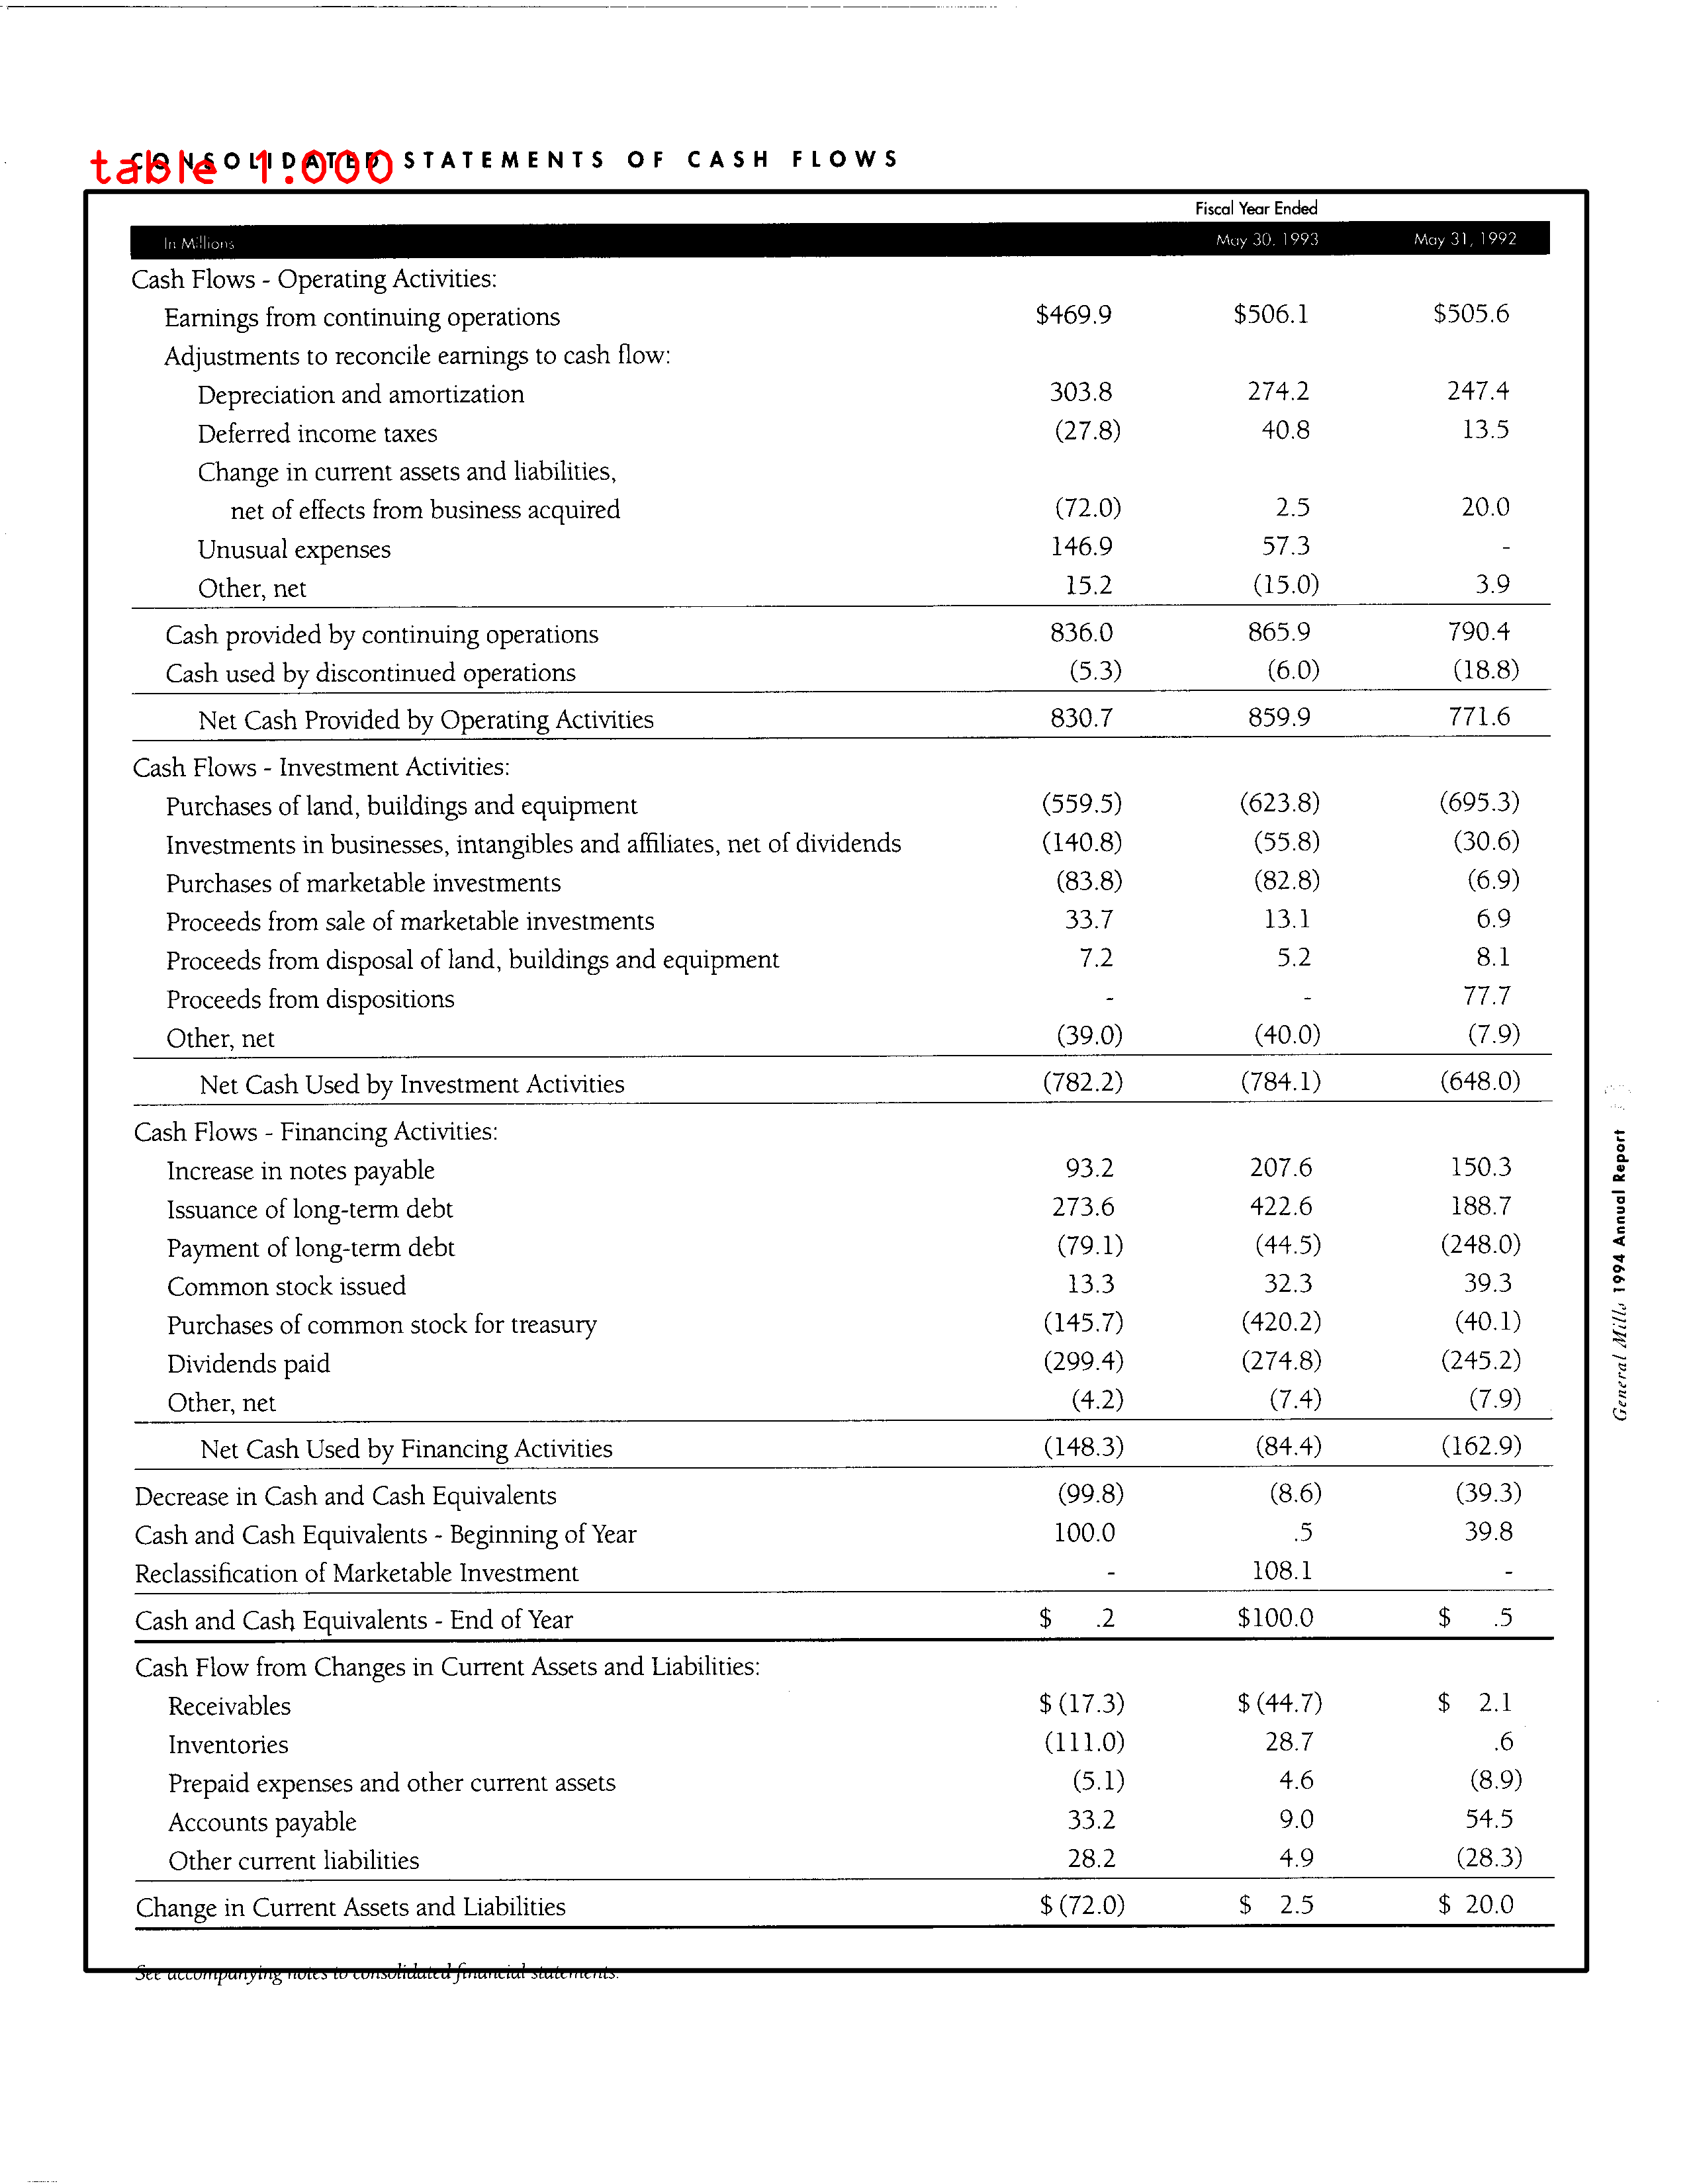 CONSOLIDATED STATEMENTS OF CASH FLOWS
table 1.000
Fiscal Year Ended
In Millions May 30, 1993 May 31, 1992
Cash Flows - Operating Activities:
Earnings from continuing operations $469.9 $506.1 $505.6
Adjustments to reconcile earnings to cash flow:
Depreciation and amortization 303.8 274.2 247.4
Deferred income taxes (27.8) 40.8 13.5
Change in current assets and liabilities,
net of effects from business acquired (72.0) 2.5 20.0
Unusual expenses 146.9 57.3 -
Other, net 15.2 (15.0) 3.9
Cash provided by continuing operations 836.0 865.9 790.4
Cash used by discontinued operations (5.3) (6.0) (18.8)
Net Cash Provided by Operating Activities 830.7 859.9 771.6
Cash Flows - Investment Activities:
Purchases of land, buildings and equipment (559.5) (623.8) (695.3)
Investments in businesses, intangibles and affiliates, net of dividends (140.8) (55.8) (30.6)
Purchases of marketable investments (83.8) (82.8) (6.9)
Proceeds from sale of marketable investments 33.7 13.1 6.9
Proceeds from disposal of land, buildings and equipment 7.2 5.2 8.1
Proceeds from dispositions - - 77.7
Other, net (39.0) (40.0) (7.9)
Net Cash Used by Investment Activities (782.2) (784.1) (648.0)
Cash Flows - Financing Activities:
Increase in notes payable 93.2 207.6 150.3
Issuance of long-term debt 273.6 422.6 188.7
Payment of long-term debt (79.1) (44.5) (248.0)
Common stock issued 13.3 32.3 39.3
Purchases of common stock for treasury (145.7) (420.2) (40.1)
Dividends paid (299.4) (274.8) (245.2)
Other, net (4.2) (7.4) (7.9)
Net Cash Used by Financing Activities (148.3) (84.4) (162.9)
Decrease in Cash and Cash Equivalents (99.8) (8.6) (39.3)
Cash and Cash Equivalents - Beginning of Year 100.0 .5 39.8
Reclassification of Marketable Investment - 108.1 -
Cash and Cash Equivalents - End of Year $ .2 $100.0 $ .5
Cash Flow from Changes in Current Assets and Liabilities:
Receivables $ (17.3) $ (44.7) $ 2.1
Inventories (111.0) 28.7 .6
Prepaid expenses and other current assets (5.1) 4.6 (8.9)
Accounts payable 33.2 9.0 54.5
Other current liabilities 28.2 4.9 (28.3)
Change in Current Assets and Liabilities $ (72.0) $ 2.5 $ 20.0
See accompanying notes to consolidated financial statements.
General Mills 1994 Annual Report